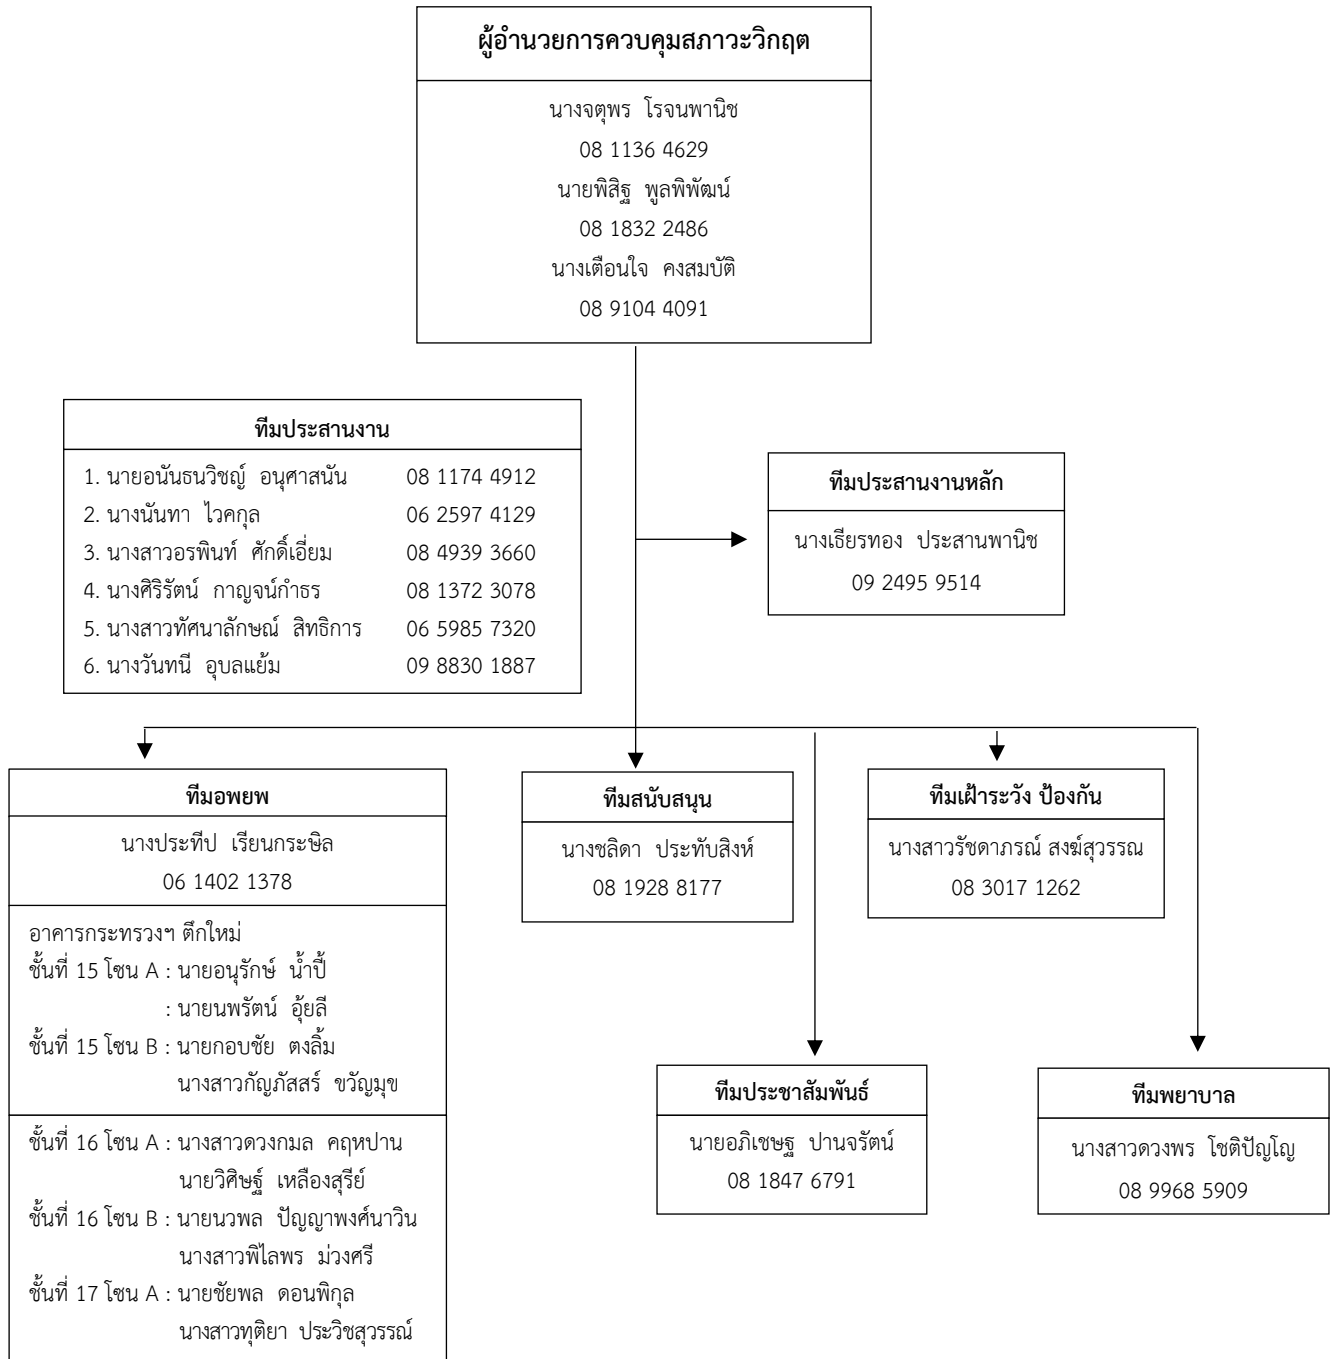 ผู้อำนวยการควบคุมสภาวะวิกฤต
นางจตุพร โรจนพานิช
08 1136 4629
นายพิสิฐ พูลพิพัฒน์
08 1832 2486
นางเตือนใจ คงสมบัติ
08 9104 4091
ทีมประสานงาน
1. นายอนันธนวิชญ์ อนุศาสนัน 08 1174 4912
2. นางนันทา ไวคกุล 06 2597 4129
3. นางสาวอรพินท์ ศักดิ์เอี่ยม 08 4939 3660
4. นางศิริรัตน์ กาญจน์กำธร 08 1372 3078
5. นางสาวทัศนาลักษณ์ สิทธิการ 06 5985 7320
6. นางวันทนี อุบลแย้ม 09 8830 1887
ทีมประสานงานหลัก
นางเธียรทอง ประสานพานิช
09 2495 9514
ทีมอพยพ
นางประทีป เรียนกระษิล
06 1402 1378
อาคารกระทรวงฯ ตึกใหม่
ชั้นที่ 15 โซน A : นายอนุรักษ์ น้ำปี้
: นายนพรัตน์ อุ้ยลี
ชั้นที่ 15 โซน B : นายกอบชัย ตงลิ้ม
นางสาวกัญภัสสร์ ขวัญมุข
ชั้นที่ 16 โซน A : นางสาวดวงกมล คฤหปาน
นายวิศิษฐ์ เหลืองสุรีย์
ชั้นที่ 16 โซน B : นายนวพล ปัญญาพงศ์นาวิน
นางสาวพิไลพร ม่วงศรี
ชั้นที่ 17 โซน A : นายชัยพล ดอนพิกุล
นางสาวทุติยา ประวิชสุวรรณ์
ทีมสนับสนุน
นางชลิดา ประทับสิงห์
08 1928 8177
ทีมเฝ้าระวัง ป้องกัน
นางสาวรัชดาภรณ์ สงฆ์สุวรรณ
08 3017 1262
ทีมประชาสัมพันธ์
นายอภิเชษฐ ปานจรัตน์
08 1847 6791
ทีมพยาบาล
นางสาวดวงพร โชติปัญโญ
08 9968 5909